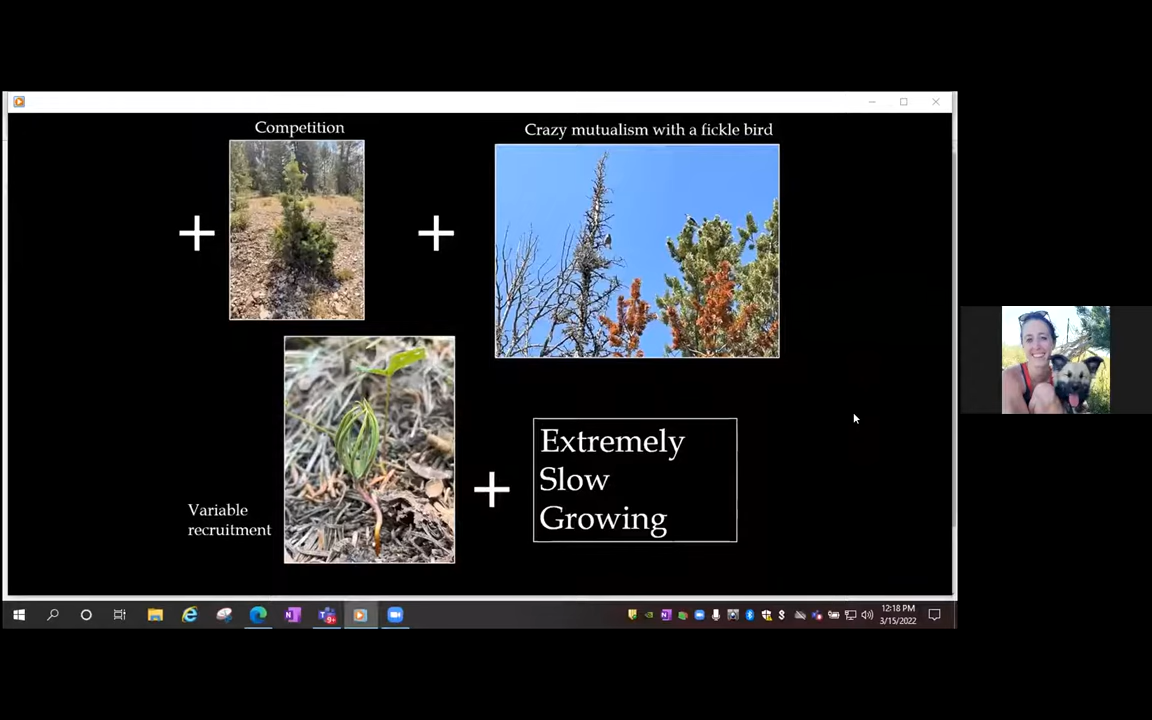 Competition
Crazy mutualism with a fickle bird
Extremely
Slow
Growing
Variable
recruitment
12:18 PM
3/15/2022